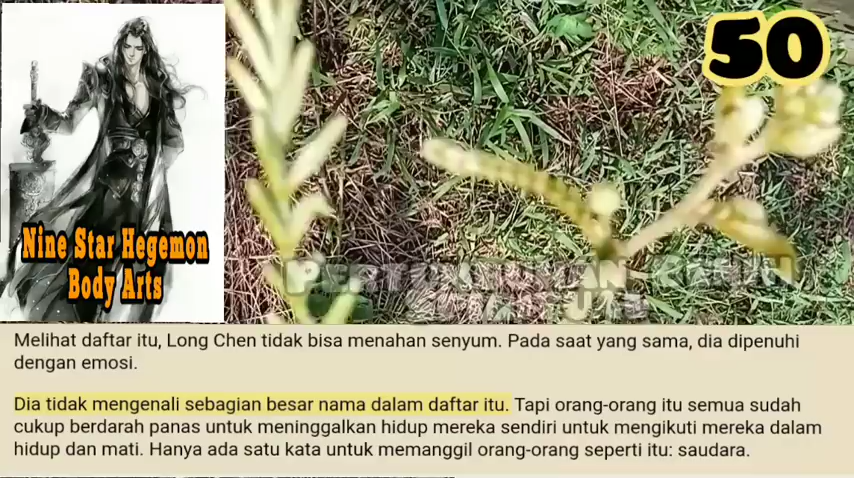 50
Nine Star Hegemon
Body Arts
Melihat daftar itu, Long Chen tidak bisa menahan senyum. Pada saat yang sama, dia dipenuhi
dengan emosi.
Dia tidak mengenali sebagian besar nama dalam daftar itu. Tapi orang-orang itu semua sudah
cukup berdarah panas untuk meninggalkan hidup mereka sendiri untuk mengikuti mereka dalam
hidup dan mati. Hanya ada satu kata untuk memanggil orang-orang seperti itu: saudara.